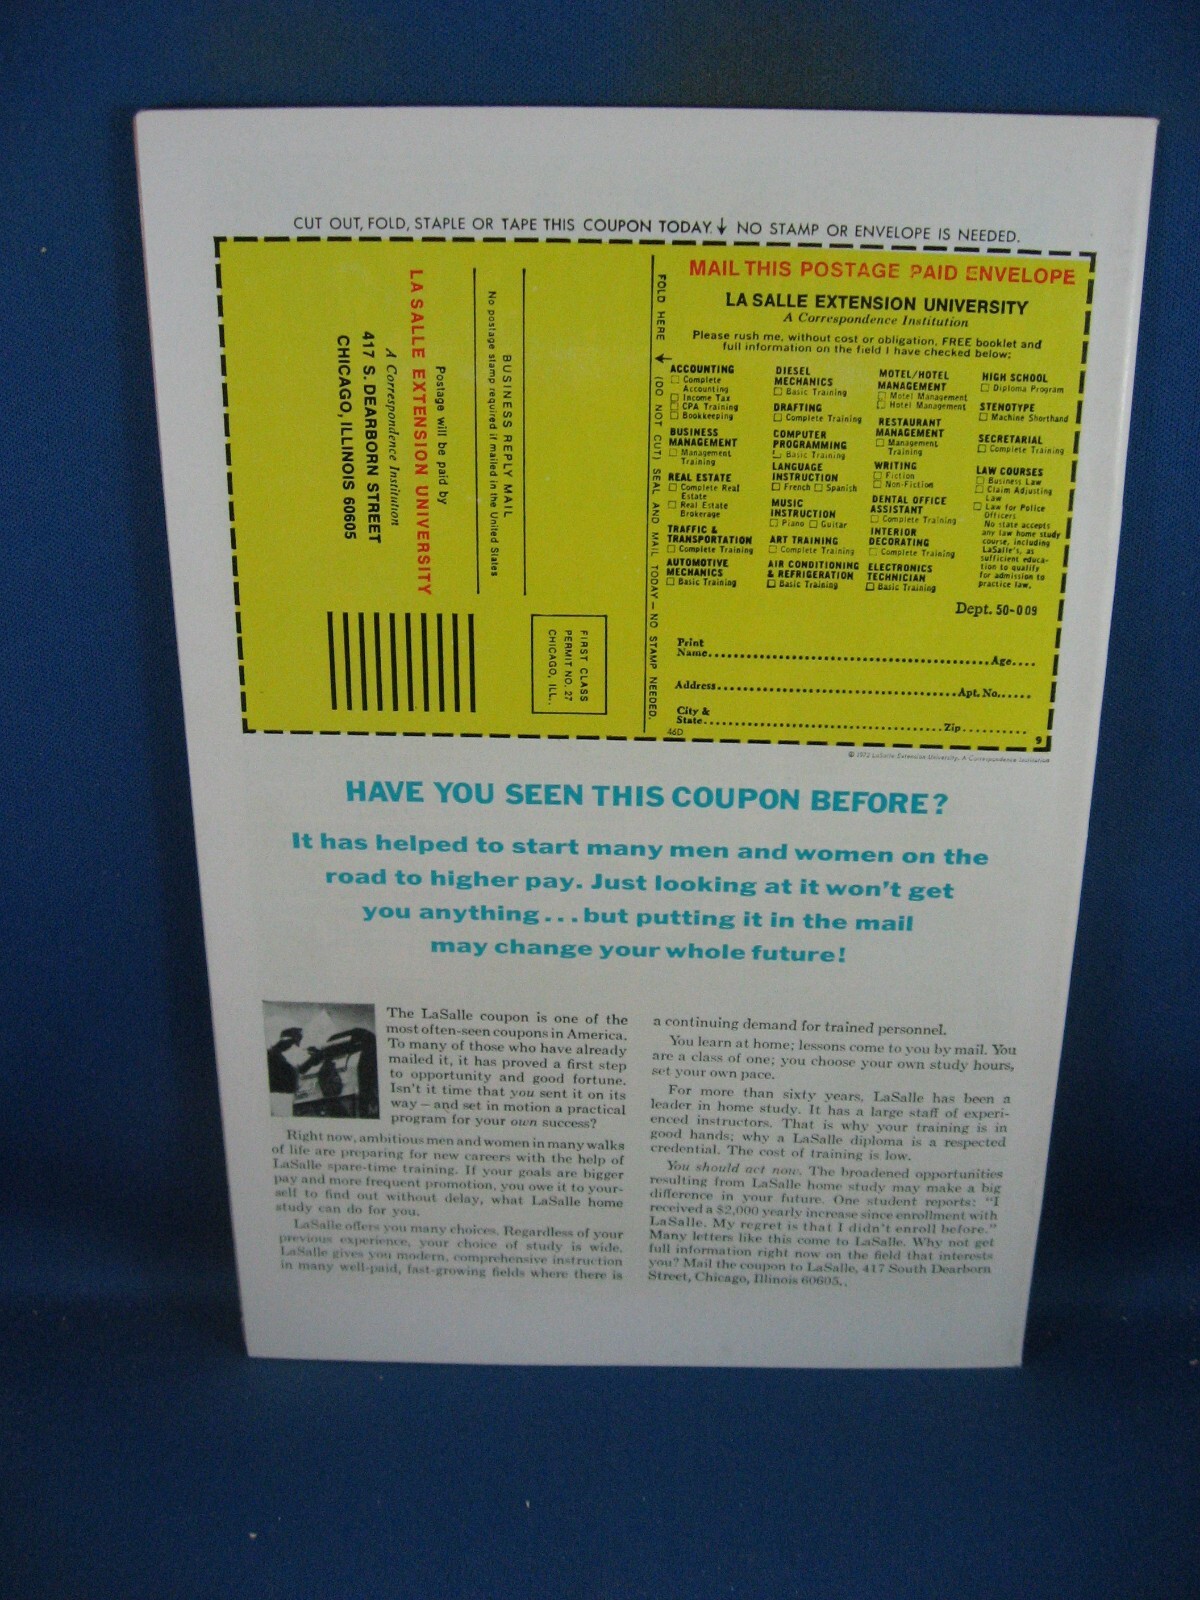 CUT OUT, FOLD, STAPLE OR TAPE THIS COUPON TODAY. ↓ NO STAMP OR ENVELOPE IS NEEDED.
BUSINESS REPLY MAIL
No postage stamp required if mailed in the United States
Postage will be paid by
LA SALLE EXTENSION UNIVERSITY
A Correspondence Institution
417 S. DEARBORN STREET
CHICAGO, ILLINOIS 60605
FIRST CLASS
PERMIT NO. 27
CHICAGO, ILL.
FOLD HERE → (DO NOT CUT) SEAL AND MAIL TODAY — NO STAMP NEEDED.
MAIL THIS POSTAGE PAID ENVELOPE
LA SALLE EXTENSION UNIVERSITY
A Correspondence Institution
Please rush me, without cost or obligation, FREE booklet and
full information on the field I have checked below:
ACCOUNTING
☐ Complete
Accounting
☐ Income Tax
☐ CPA Training
☐ Bookkeeping
BUSINESS
MANAGEMENT
☐ Management
Training
REAL ESTATE
☐ Complete Real
Estate
☐ Real Estate
Brokerage
TRAFFIC &
TRANSPORTATION
☐ Complete Training
AUTOMOTIVE
MECHANICS
☐ Basic Training
DIESEL
MECHANICS
☐ Basic Training
DRAFTING
☐ Complete Training
COMPUTER
PROGRAMMING
☐ Basic Training
LANGUAGE
INSTRUCTION
☐ French ☐ Spanish
MUSIC
INSTRUCTION
☐ Piano ☐ Guitar
ART TRAINING
☐ Complete Training
AIR CONDITIONING
& REFRIGERATION
☐ Basic Training
MOTEL/HOTEL
MANAGEMENT
☐ Motel Management
☐ Hotel Management
RESTAURANT
MANAGEMENT
☐ Management
Training
WRITING
☐ Fiction
☐ Non-Fiction
DENTAL OFFICE
ASSISTANT
☐ Complete Training
INTERIOR
DECORATING
☐ Complete Training
ELECTRONICS
TECHNICIAN
☐ Basic Training
HIGH SCHOOL
☐ Diploma Program
STENOTYPE
☐ Machine Shorthand
SECRETARIAL
☐ Complete Training
LAW COURSES
☐ Business Law
☐ Claim Adjusting
Law
☐ Law for Police
Officers
No state accepts
any law home study
course, including
LaSalle's, as
sufficient educa-
tion to qualify
for admission to
practice law.
Dept. 50-009
Print
Name.......... Age....
Address.......... Apt. No......
City &
State.......... Zip..........
46D
9
© 1972 LaSalle Extension University, A Correspondence Institution
HAVE YOU SEEN THIS COUPON BEFORE?
It has helped to start many men and women on the
road to higher pay. Just looking at it won't get
you anything...but putting it in the mail
may change your whole future!
The LaSalle coupon is one of the
most often-seen coupons in America.
To many of those who have already
mailed it, it has proved a first step
to opportunity and good fortune.
Isn't it time that you sent it on its
way — and set in motion a practical
program for your own success?
Right now, ambitious men and women in many walks
of life are preparing for new careers with the help of
LaSalle spare-time training. If your goals are bigger
pay and more frequent promotion, you owe it to your-
self to find out without delay, what LaSalle home
study can do for you.
LaSalle offers you many choices. Regardless of your
previous experience, your choice of study is wide.
LaSalle gives you modern, comprehensive instruction
in many well-paid, fast-growing fields where there is
a continuing demand for trained personnel.
You learn at home; lessons come to you by mail. You
are a class of one; you choose your own study hours,
set your own pace.
For more than sixty years, LaSalle has been a
leader in home study. It has a large staff of experi-
enced instructors. That is why your training is in
good hands; why a LaSalle diploma is a respected
credential. The cost of training is low.
You should act now. The broadened opportunities
resulting from LaSalle home study may make a big
difference in your future. One student reports: "I
received a $2,000 yearly increase since enrollment with
LaSalle. My regret is that I didn't enroll before."
Many letters like this come to LaSalle. Why not get
full information right now on the field that interests
you? Mail the coupon to LaSalle, 417 South Dearborn
Street, Chicago, Illinois 60605..